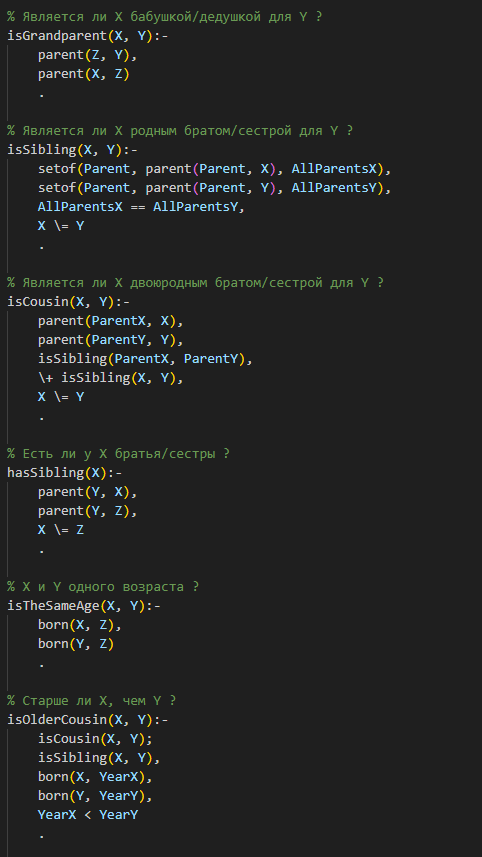 % Является ли X бабушкой/дедушкой для Y ?
isGrandparent(X, Y):-
    parent(Z, Y),
    parent(X, Z)
    .
% Является ли X родным братом/сестрой для Y ?
isSibling(X, Y):-
    setof(Parent, parent(Parent, X), AllParentsX),
    setof(Parent, parent(Parent, Y), AllParentsY),
    AllParentsX == AllParentsY,
    X \= Y
    .
% Является ли X двоюродным братом/сестрой для Y ?
isCousin(X, Y):-
    parent(ParentX, X),
    parent(ParentY, Y),
    isSibling(ParentX, ParentY),
    \+ isSibling(X, Y),
    X \= Y
    .
% Есть ли у X братья/сестры ?
hasSibling(X):-
    parent(Y, X),
    parent(Y, Z),
    X \= Z
    .
% X и Y одного возраста ?
isTheSameAge(X, Y):-
    born(X, Z),
    born(Y, Z)
    .
% Старше ли X, чем Y ?
isOlderCousin(X, Y):-
    isCousin(X, Y);
    isSibling(X, Y),
    born(X, YearX),
    born(Y, YearY),
    YearX < YearY
    .